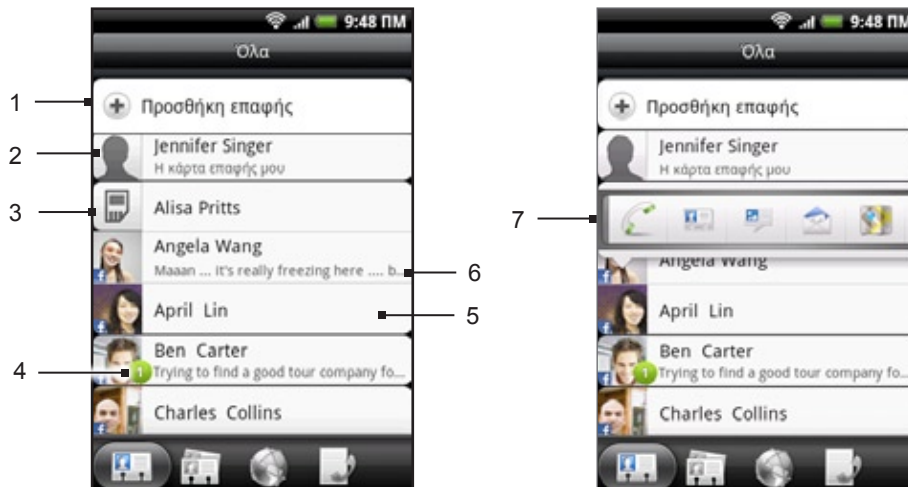 9:48 ΠΜ
Όλα
1
Προσθήκη επαφής
2
Jennifer Singer
Η κάρτα επαφής μου
3
Alisa Pritts
Angela Wang
Maaan ... it's really freezing here .... b...
6
April Lin
5
Ben Carter
4
1
Trying to find a good tour company fo...
Charles Collins
9:48 ΠΜ
Όλα
Προσθήκη επαφής
Jennifer Singer
Η κάρτα επαφής μου
7
Angela Wang
April Lin
Ben Carter
1
Trying to find a good tour company fo...
Charles Collins